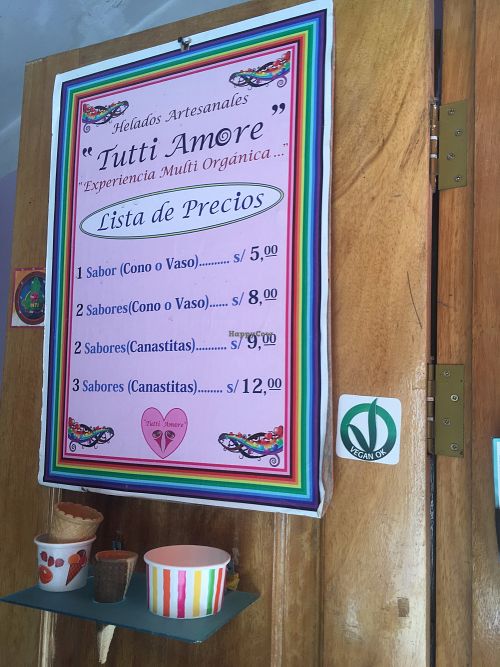 Helados Artesanales
"Tutti Amore"
"Experiencia Multi Orgánica..."
Lista de Precios
1 Sabor (Cono o Vaso).......... s/ 5,00
2 Sabores(Cono o Vaso)...... s/ 8,00
2 Sabores(Canastitas).......... s/ 9,00
3 Sabores (Canastitas)........ s/ 12,00
"Tutti Amore"
VEGAN OK
HappyCow